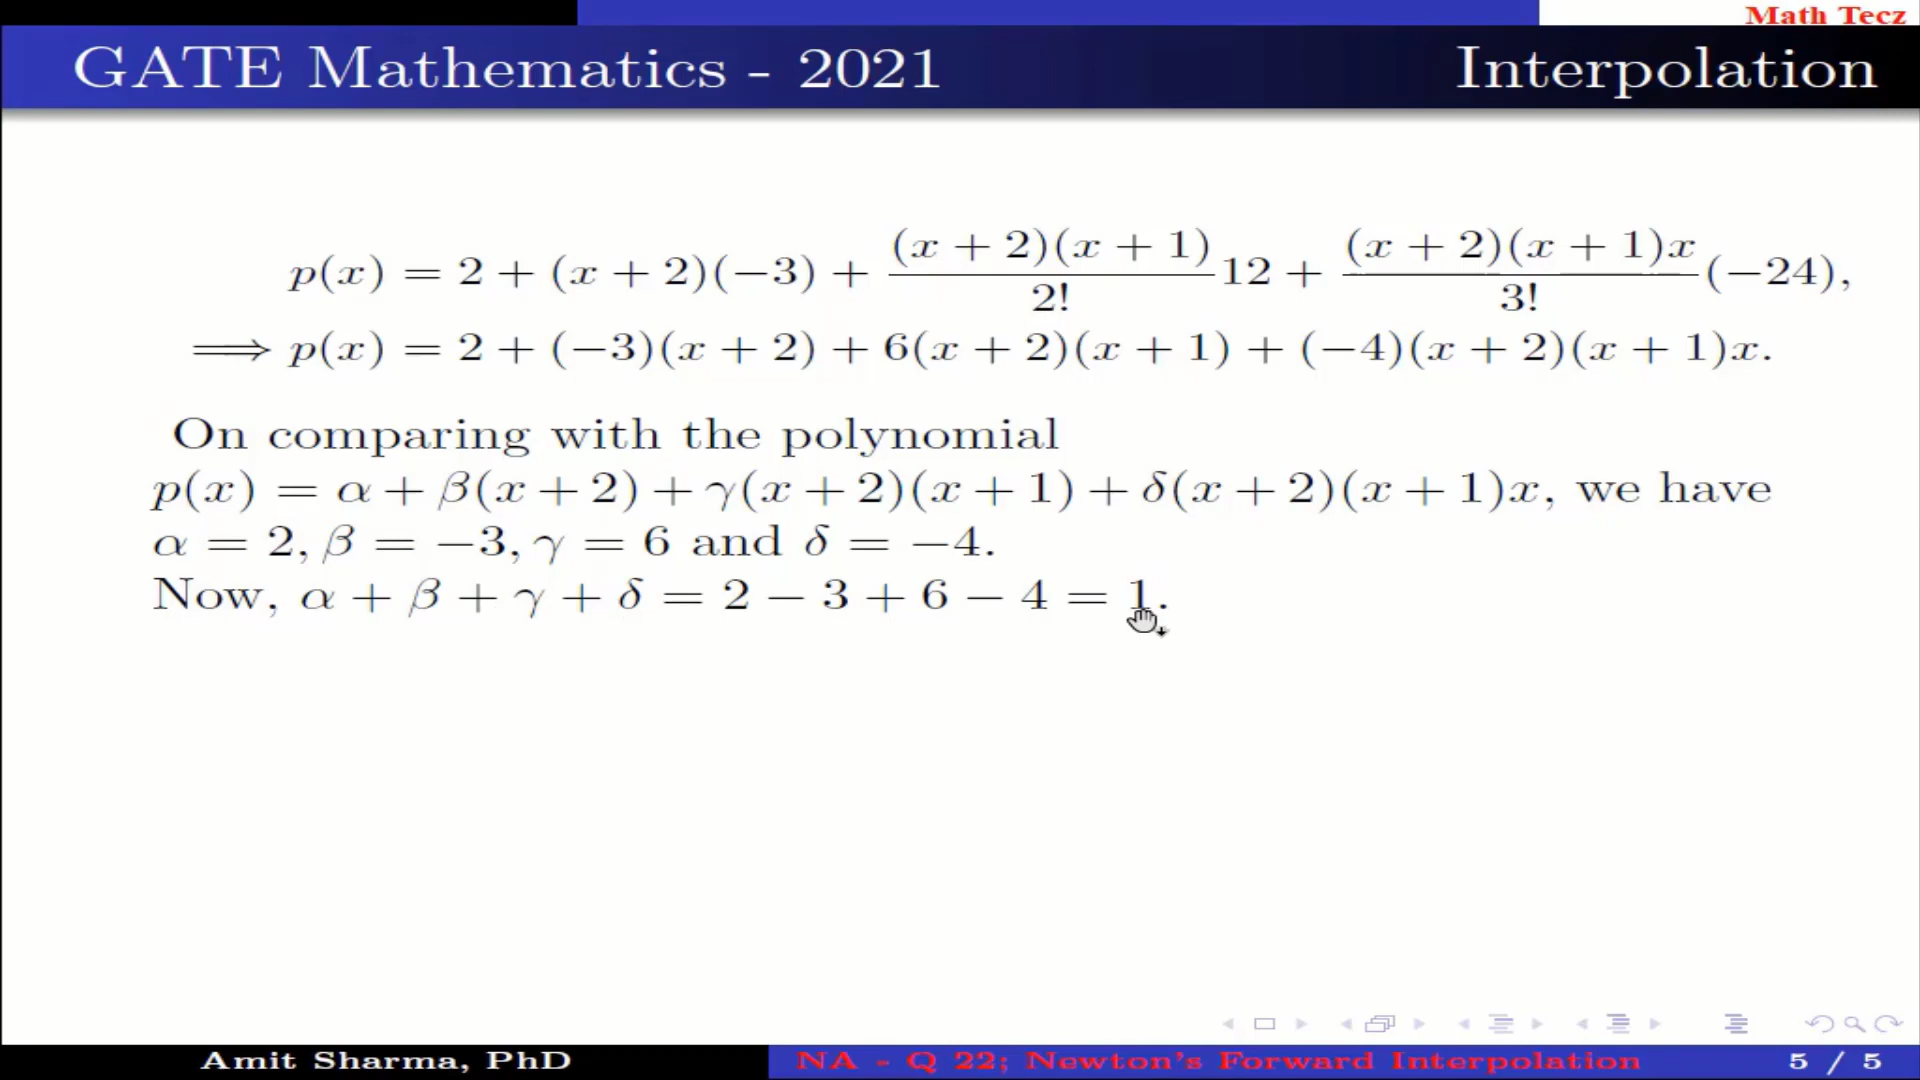 Math Tecz
GATE Mathematics - 2021 Interpolation
p(x) = 2 + (x + 2)(−3) + \frac{(x + 2)(x + 1)}{2!}12 + \frac{(x + 2)(x + 1)x}{3!}(−24),
⟹ p(x) = 2 + (−3)(x + 2) + 6(x + 2)(x + 1) + (−4)(x + 2)(x + 1)x.
On comparing with the polynomial
p(x) = α + β(x + 2) + γ(x + 2)(x + 1) + δ(x + 2)(x + 1)x, we have
α = 2, β = −3, γ = 6 and δ = −4.
Now, α + β + γ + δ = 2 − 3 + 6 − 4 = 1.
Amit Sharma, PhD NA - Q 22; Newton's Forward Interpolation 5 / 5